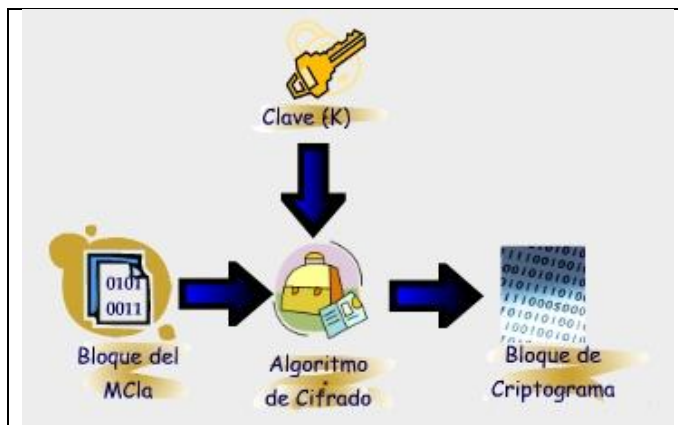 Clave (K)
0101
0011
Bloque del
MCla
Algoritmo
de Cifrado
Bloque de
Criptograma